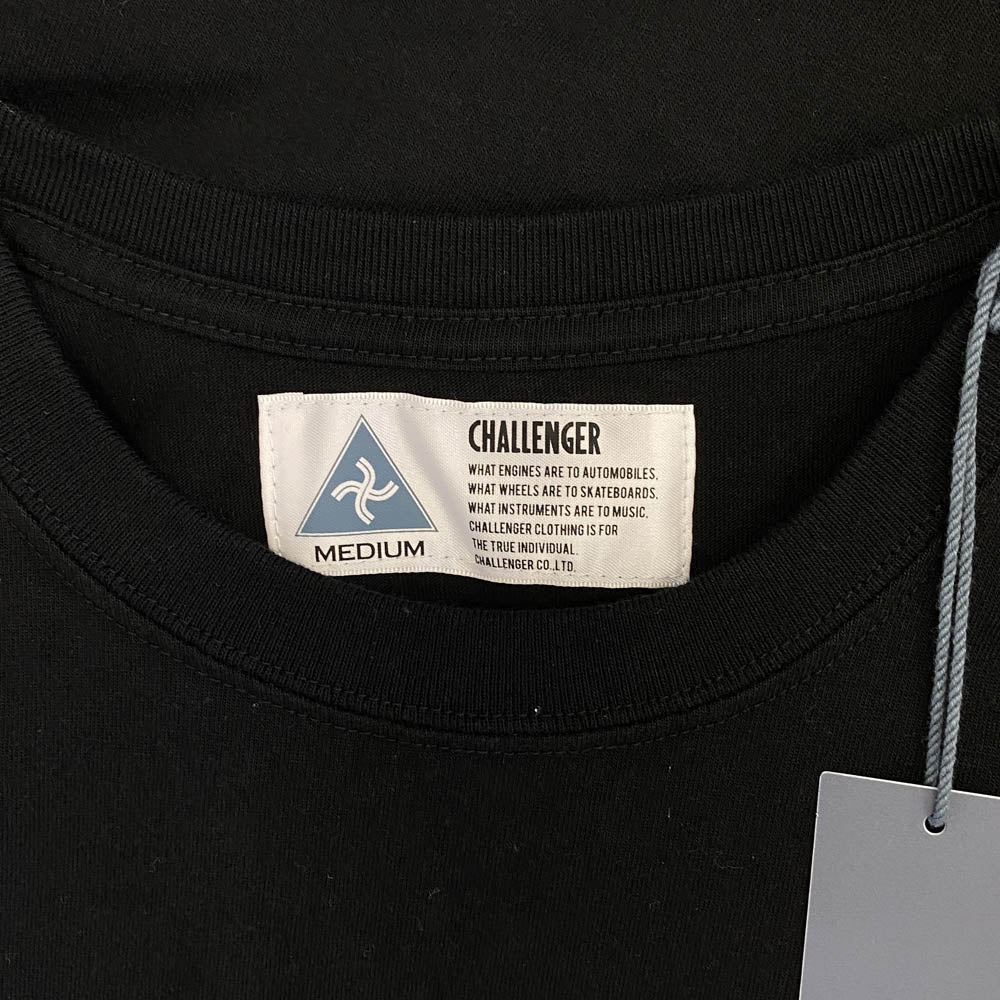 CHALLENGER
WHAT ENGINES ARE TO AUTOMOBILES,
WHAT WHEELS ARE TO SKATEBOARDS,
WHAT INSTRUMENTS ARE TO MUSIC,
CHALLENGER CLOTHING IS FOR
THE TRUE INDIVIDUAL.
CHALLENGER CO.,LTD.
MEDIUM